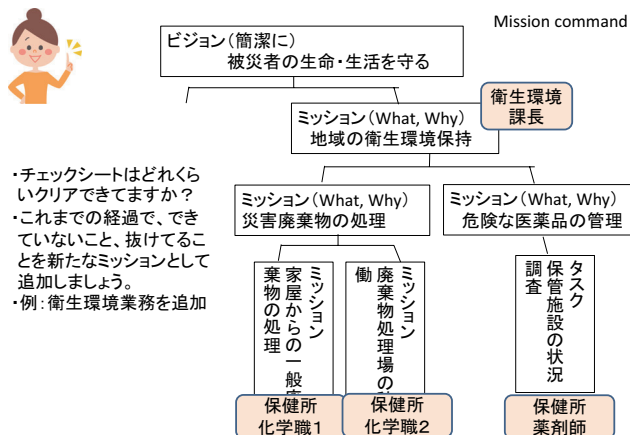 Mission command
ビジョン(簡潔に)
被災者の生命・生活を守る
衛生環境
課長
ミッション(What, Why)
地域の衛生環境保持
・チェックシートはどれく
らいクリアできてますか？
・これまでの経過で、でき
ていないこと、抜けてるこ
とを新たなミッションとして
追加しましょう。
・例：衛生環境業務を追加
ミッション(What, Why)
災害廃棄物の処理
ミッション(What, Why)
危険な医薬品の管理
ミッション
家屋からの一般廃
棄物の処理
ミッション
廃棄物処理場の
働
タスク
保管施設の状況
調査
保健所
化学職1
保健所
化学職2
保健所
薬剤師